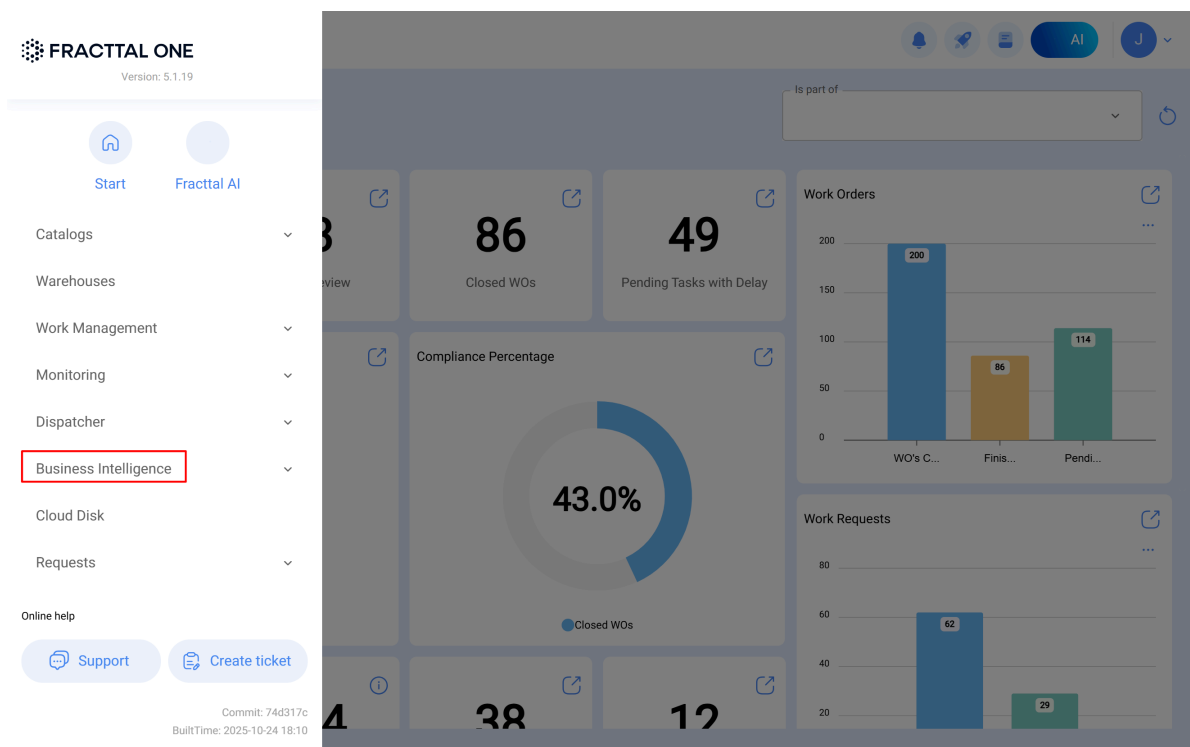 FRACTTAL ONE
Version: 5.1.19
AI
J
Is part of
Start
Fracttal AI
Catalogs
Warehouses
Work Management
Monitoring
Dispatcher
Business Intelligence
Cloud Disk
Requests
Online help
Support
Create ticket
Commit: 74d317c
BuiltTime: 2025-10-24 18:10
86
Closed WOs
49
Pending Tasks with Delay
Compliance Percentage
43.0%
Closed WOs
38
12
Work Orders
...
200
150
100
50
0
200
86
114
WO's C...
Finis...
Pendi...
Work Requests
...
80
60
40
20
62
29